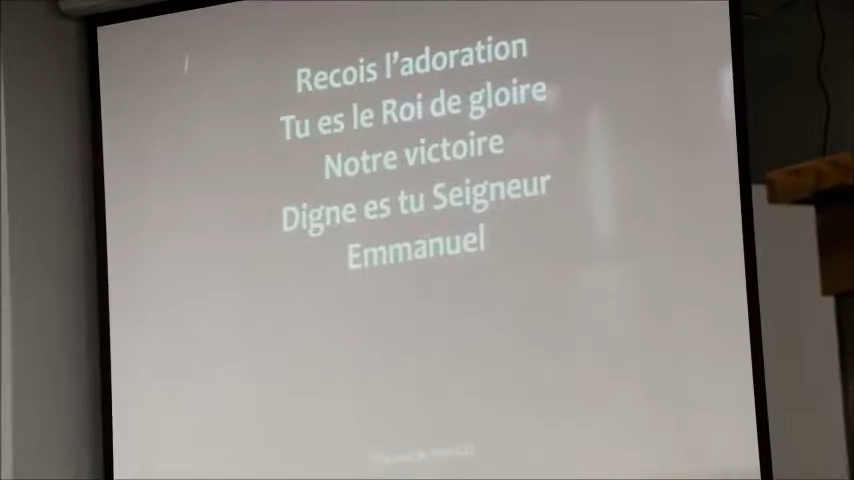 Recois l'adoration
Tu es le Roi de gloire
Notre victoire
Digne es tu Seigneur
Emmanuel